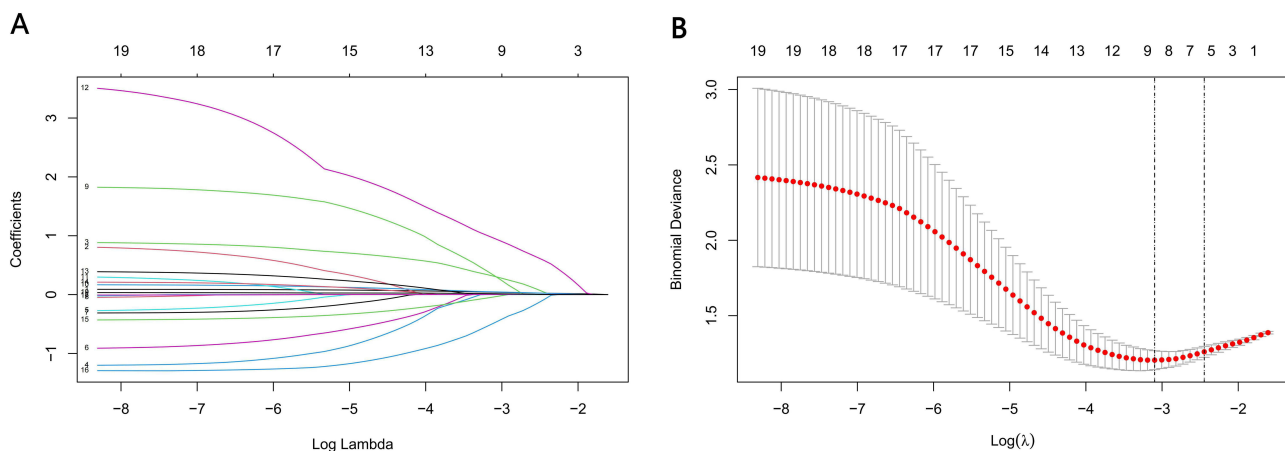 A
19 18 17 15 13 9 3
Coefficients
3
2
1
0
−1
12
9
3
2
13
15
6
4
16
−8 −7 −6 −5 −4 −3 −2
Log Lambda
B
19 19 18 18 17 17 17 15 14 13 12 9 8 7 5 3 1
Binomial Deviance
3.0
2.5
2.0
1.5
−8 −7 −6 −5 −4 −3 −2
Log(λ)